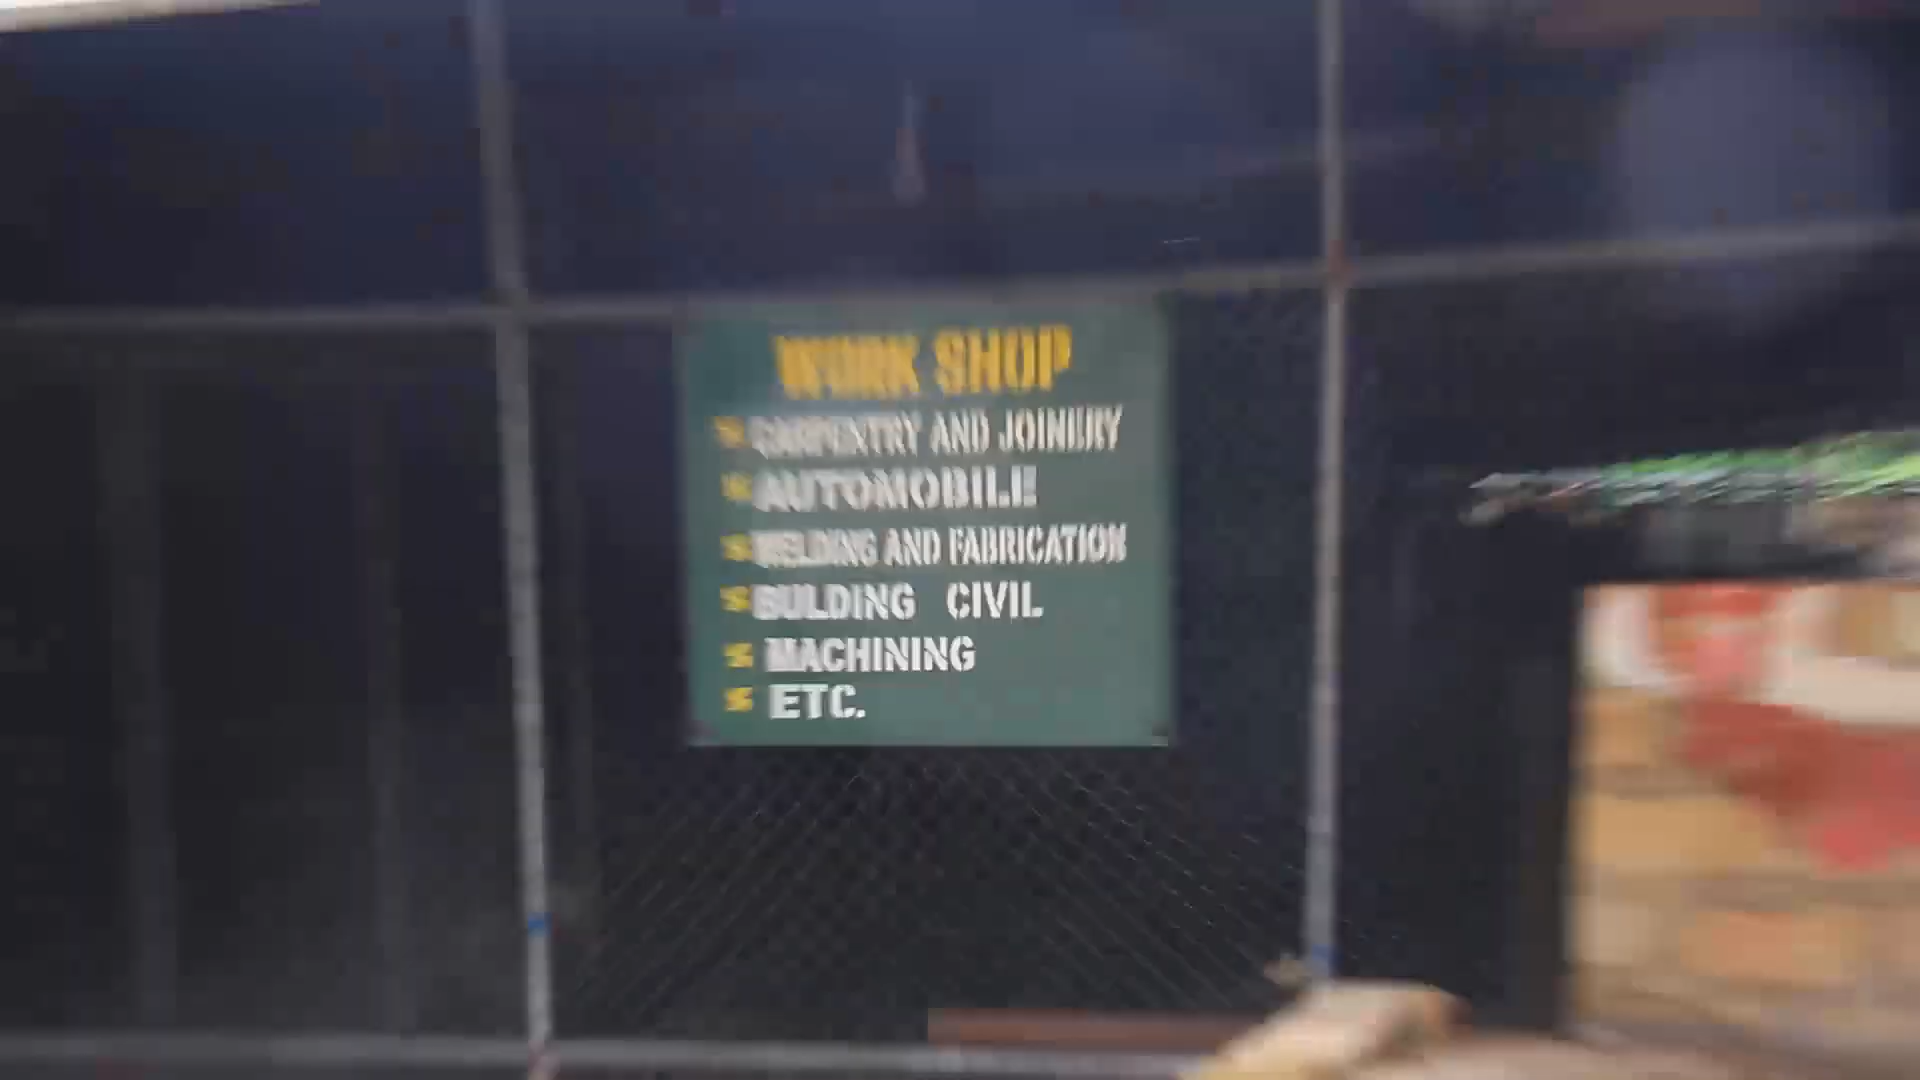 WORK SHOP
CARPENTRY AND JOINERY
AUTOMOBILE
WELDING AND FABRICATION
BULDING CIVIL
MACHINING
ETC.